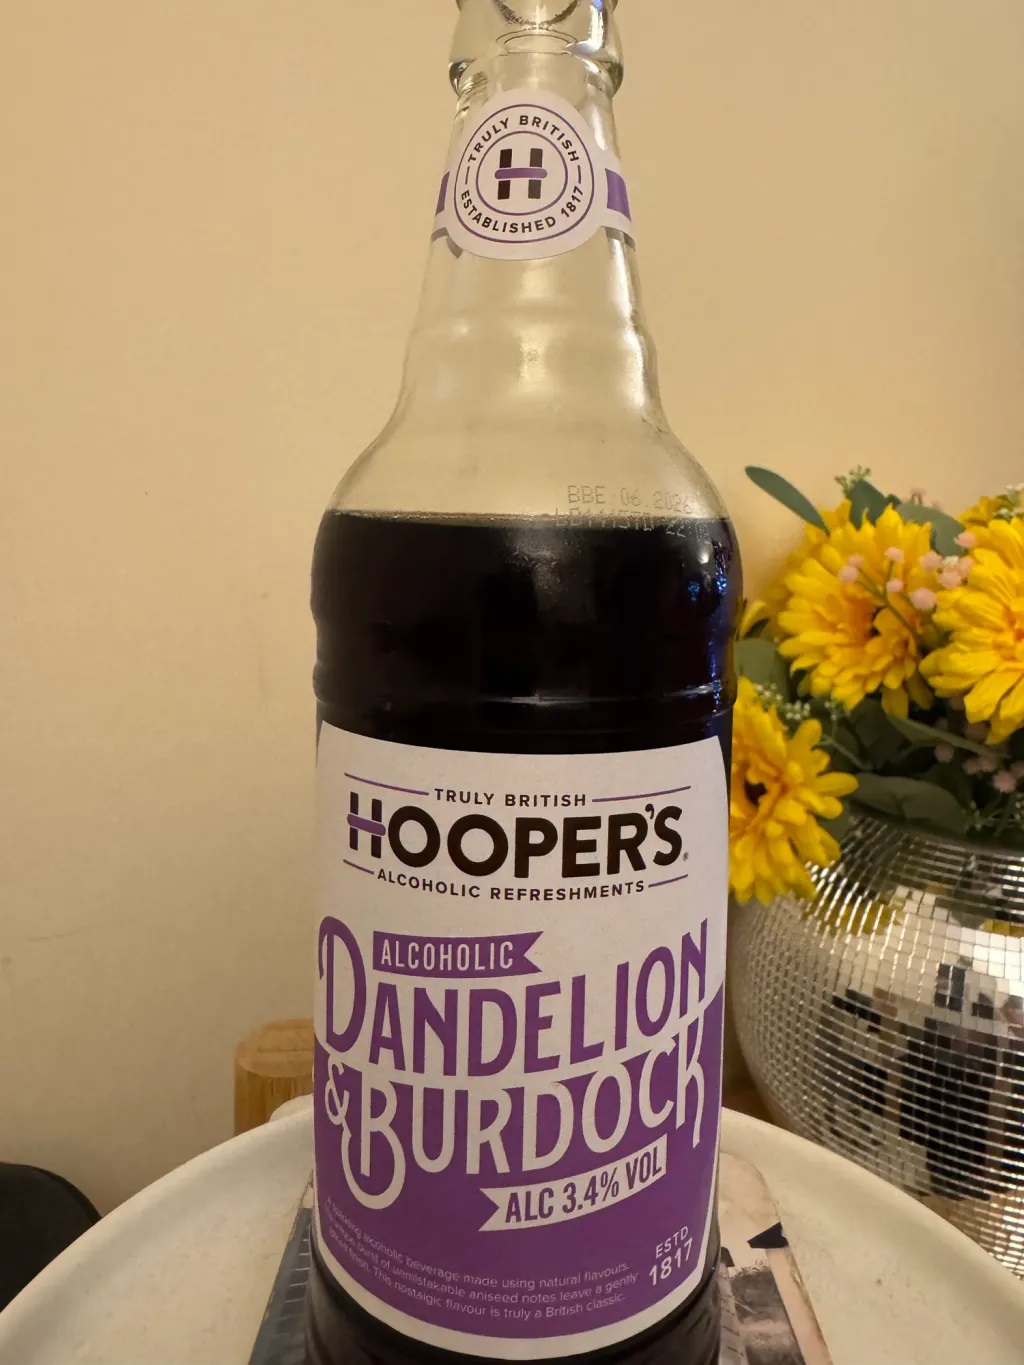 TRULY BRITISH
H
ESTABLISHED 1817
BBE 06 2026
TRULY BRITISH
HOOPER'S®
ALCOHOLIC REFRESHMENTS
ALCOHOLIC
DANDELION
& BURDOCK
ALC 3.4% VOL
A sparkling alcoholic beverage made using natural flavours.
burst of unmistakable aniseed notes leave a gently
finish. This nostalgic flavour is truly a British classic.
ESTD
1817